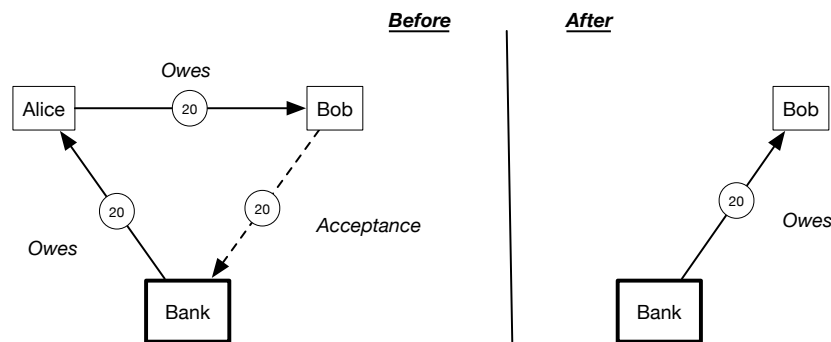 Before
After
Owes
Alice
20
Bob
Bob
20
20
20
Acceptance
Owes
Owes
Bank
Bank